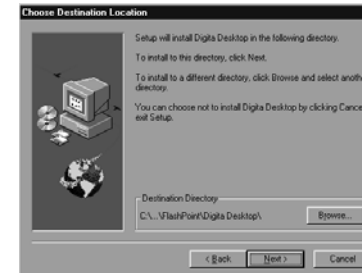 Choose Destination Location
Setup will install Digita Desktop in the following directory.
To install to this directory, click Next.
To install to a different directory, click Browse and select anothe
directory.
You can choose not to install Digita Desktop by clicking Cance
exit Setup.
Destination Directory
C:\...\FlashPoint\Digita Desktop\
Browse...
< Back
Next >
Cancel